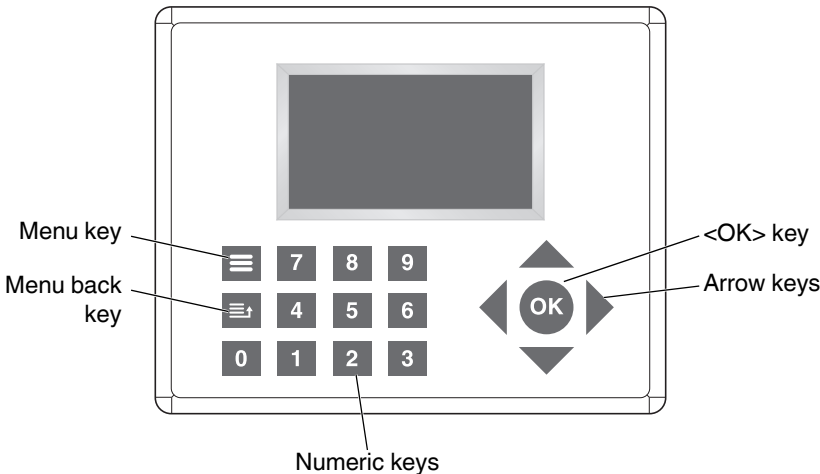 Menu key
<OK> key
7 8 9
Menu back
key
Arrow keys
4 5 6
OK
0 1 2 3
Numeric keys